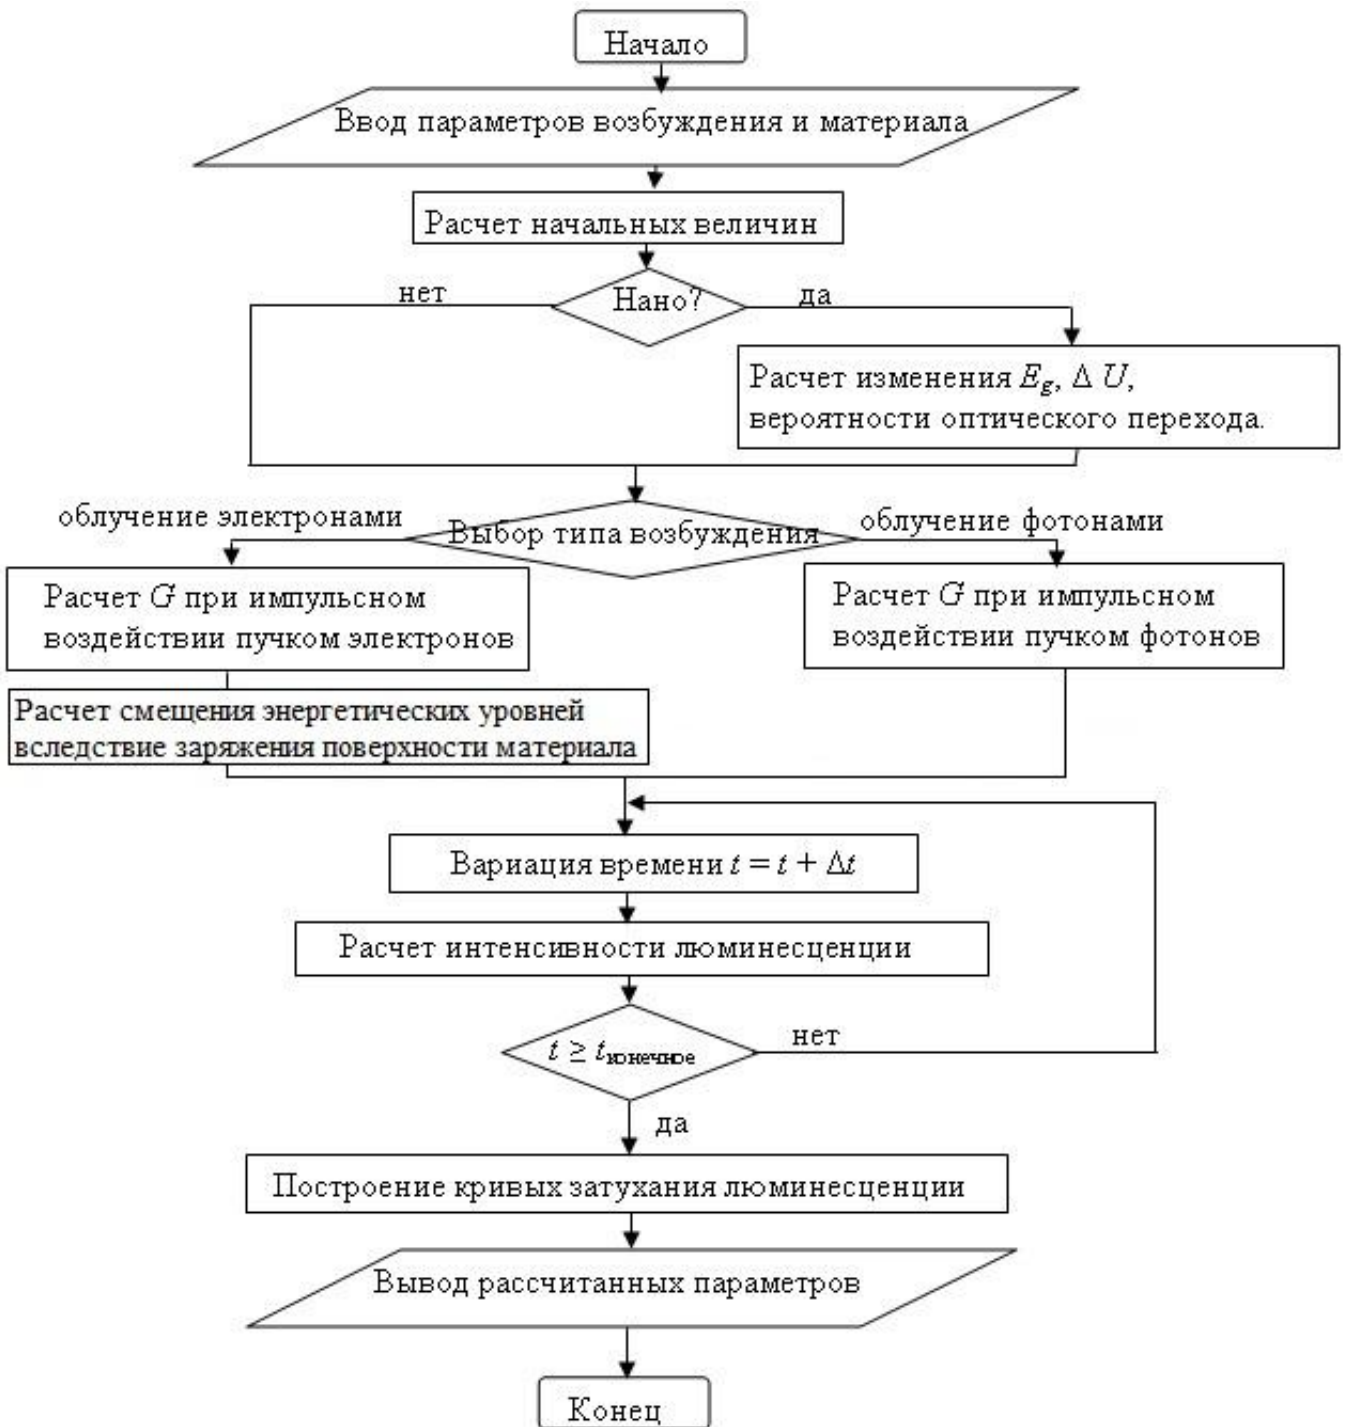 Начало
Ввод параметров возбуждения и материала
Расчет начальных величин
нет
Нано?
да
Расчет изменения Eg, Δ U,
вероятности оптического перехода.
облучение электронами
Выбор типа возбуждения
облучение фотонами
Расчет G при импульсном
воздействии пучком электронов
Расчет G при импульсном
воздействии пучком фотонов
Расчет смещения энергетических уровней
вследствие заряжения поверхности материала
Вариация времени t = t + Δt
Расчет интенсивности люминесценции
t ≥ tконечное
нет
да
Построение кривых затухания люминесценции
Вывод рассчитанных параметров
Конец